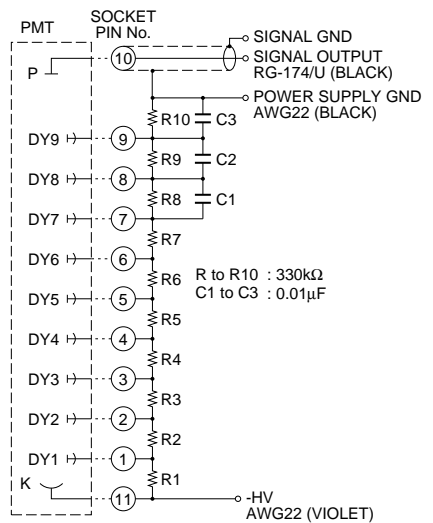 PMT
SOCKET
PIN No.
SIGNAL GND
10
SIGNAL OUTPUT
RG-174/U (BLACK)
P
POWER SUPPLY GND
AWG22 (BLACK)
R10
C3
DY9
9
R9
C2
DY8
8
R8
C1
DY7
7
R7
DY6
6
R6
R to R10 : 330kΩ
C1 to C3 : 0.01µF
DY5
5
R5
DY4
4
R4
DY3
3
R3
DY2
2
R2
DY1
1
R1
K
11
-HV
AWG22 (VIOLET)